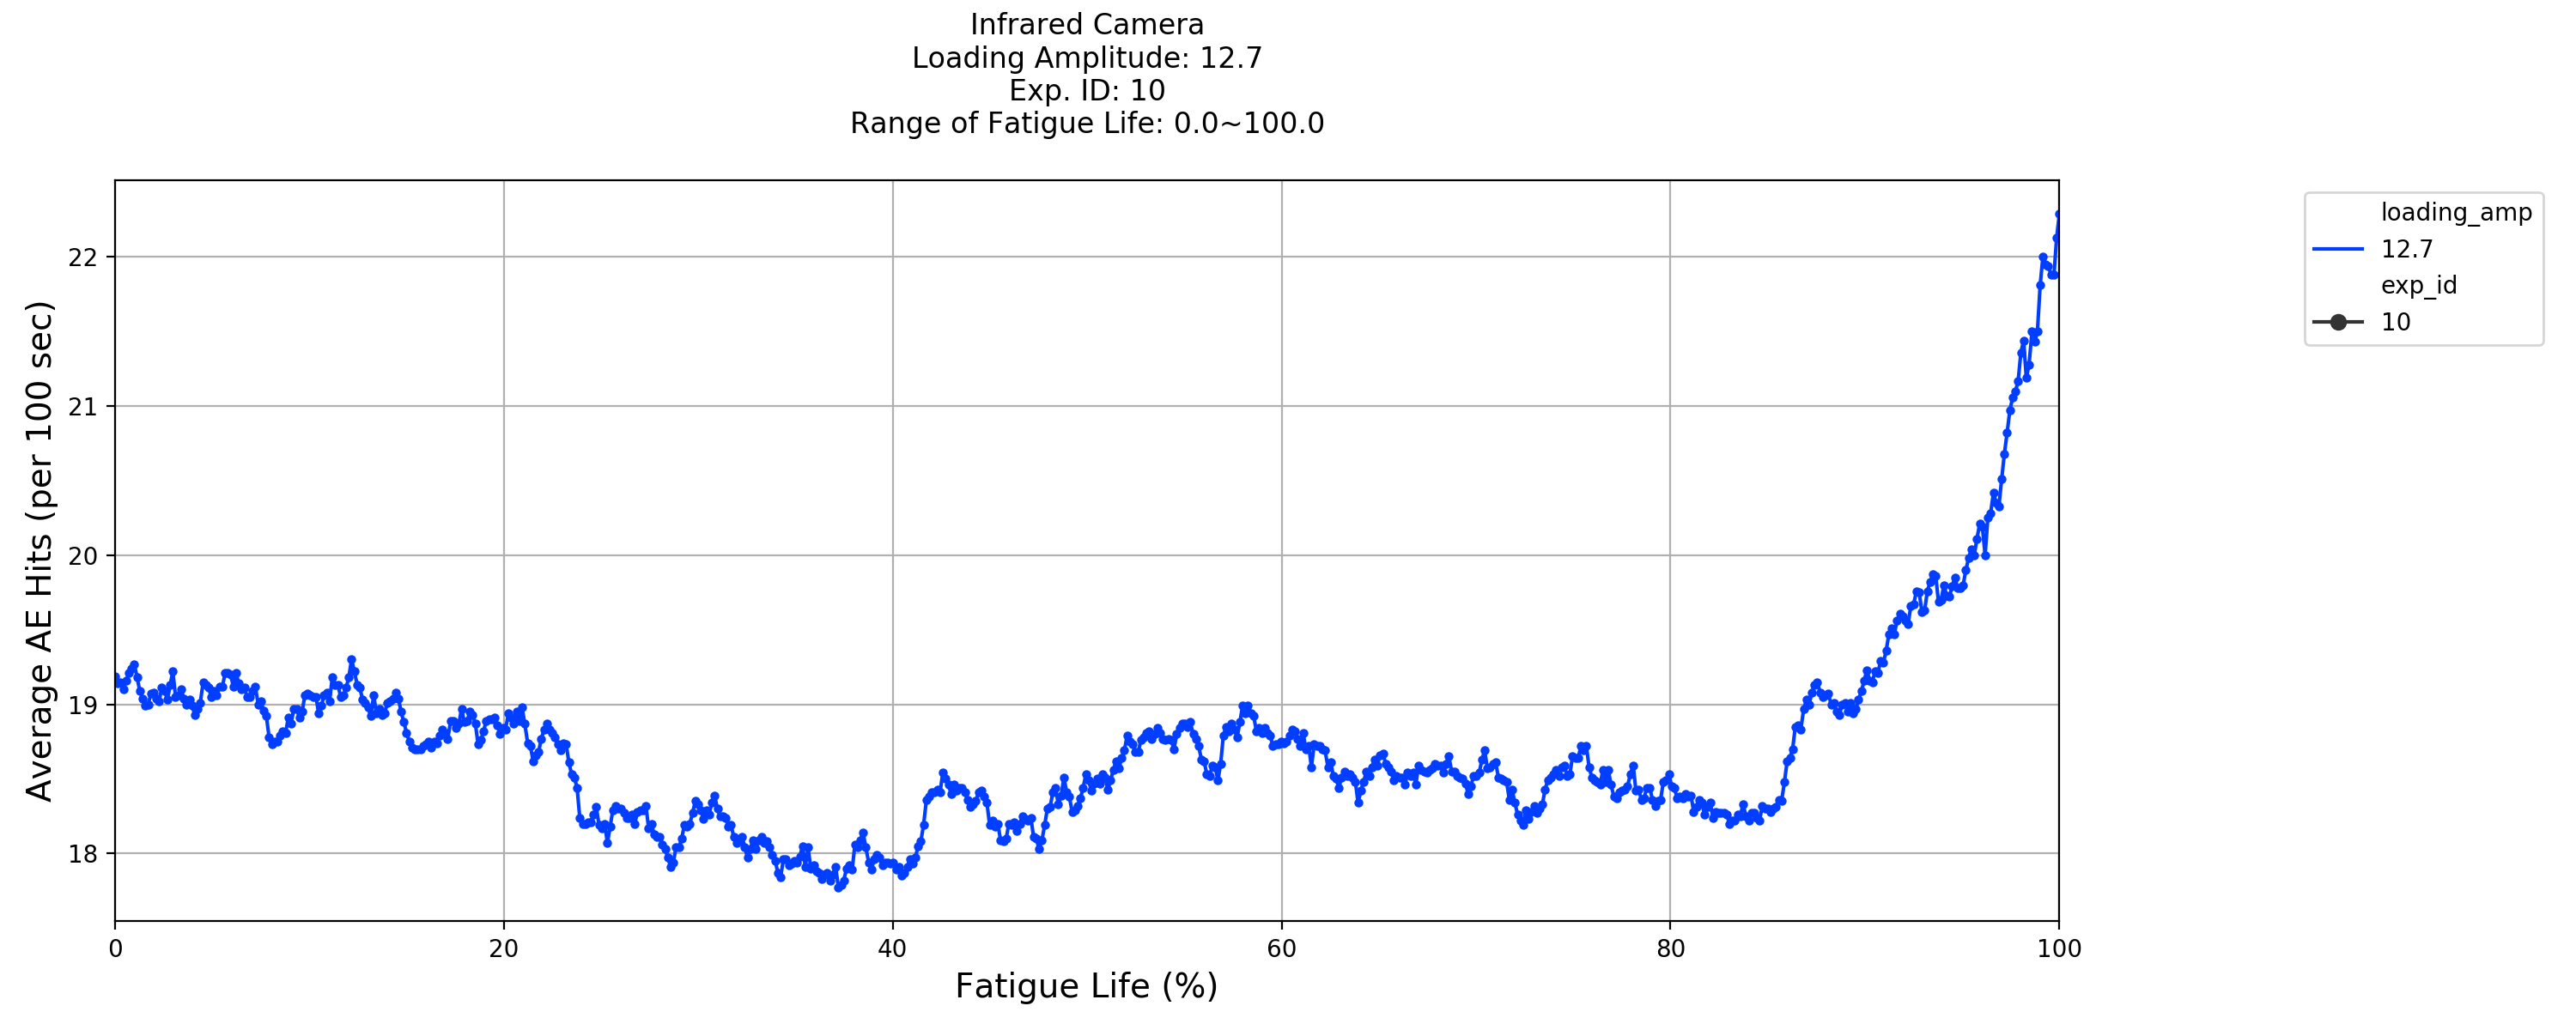 Infrared Camera
Loading Amplitude: 12.7
Exp. ID: 10
Range of Fatigue Life: 0.0~100.0
Average AE Hits (per 100 sec)
22
21
20
19
18
0 20 40 60 80 100
Fatigue Life (%)
loading_amp
12.7
exp_id
10